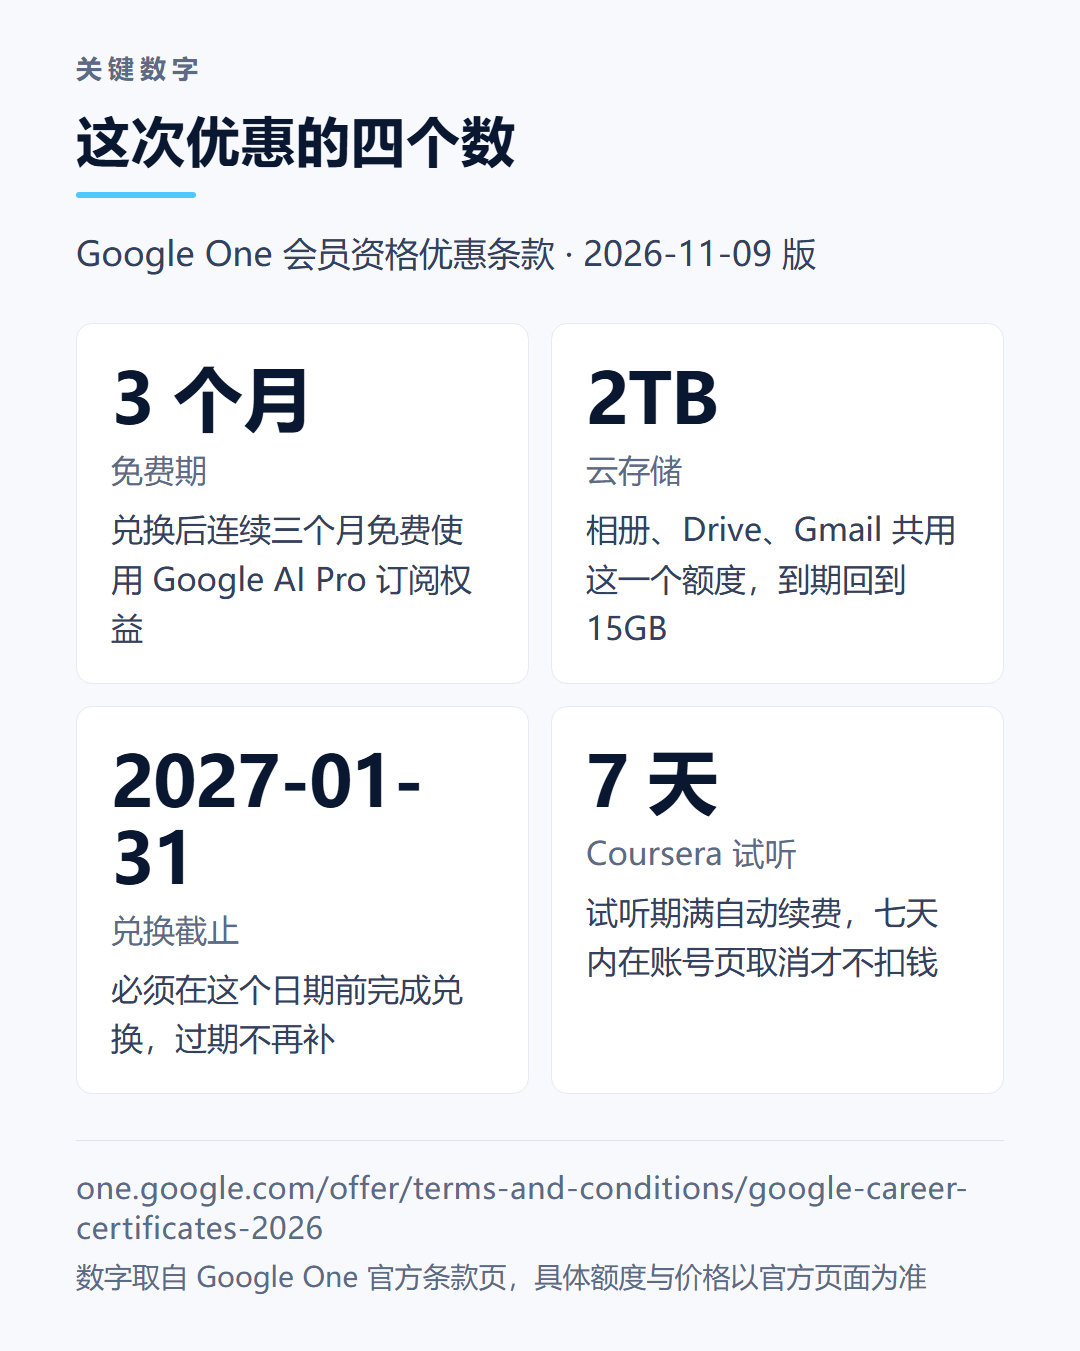 关键数字
这次优惠的四个数
Google One 会员资格优惠条款 · 2026-11-09 版
3 个月
免费期
兑换后连续三个月免费使
用 Google AI Pro 订阅权
益
2TB
云存储
相册、Drive、Gmail 共用
这一个额度，到期回到
15GB
2027-01-
31
兑换截止
必须在这个日期前完成兑
换，过期不再补
7 天
Coursera 试听
试听期满自动续费，七天
内在账号页取消才不扣钱
one.google.com/offer/terms-and-conditions/google-career-
certificates-2026
数字取自 Google One 官方条款页，具体额度与价格以官方页面为准